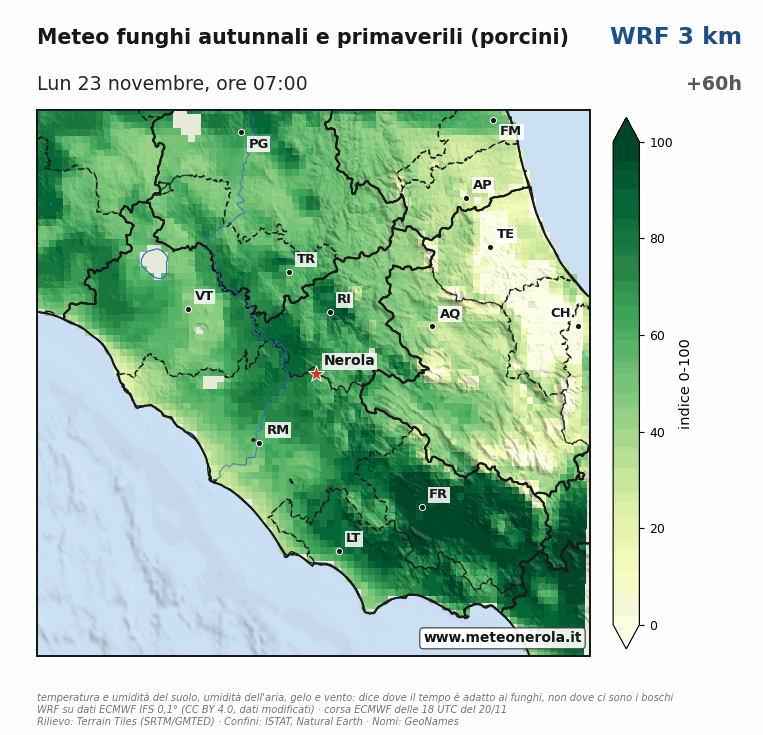 Meteo funghi autunnali e primaverili (porcini)
WRF 3 km
Lun 23 novembre, ore 07:00
+60h
FM
PG
AP
TE
TR
VT
RI
AQ
CH
Nerola
RM
FR
LT
www.meteonerola.it
100
80
60
40
20
0
indice 0-100
temperatura e umidità del suolo, umidità dell'aria, gelo e vento: dice dove il tempo è adatto ai funghi, non dove ci sono i boschi
WRF su dati ECMWF IFS 0,1° (CC BY 4.0, dati modificati) · corsa ECMWF delle 18 UTC del 20/11
Rilievo: Terrain Tiles (SRTM/GMTED) · Confini: ISTAT, Natural Earth · Nomi: GeoNames